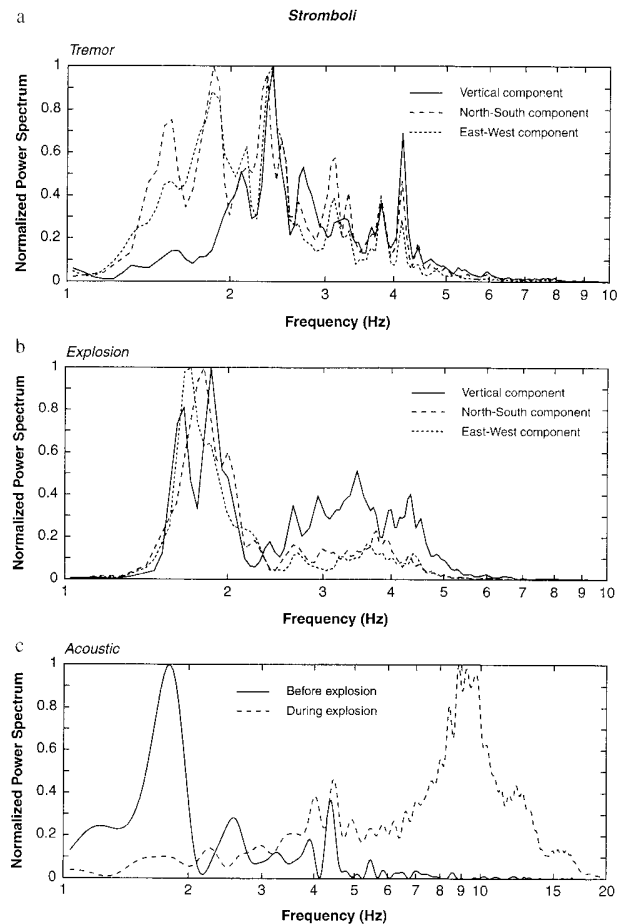 a
Stromboli
Tremor
Normalized Power Spectrum
1
0.8
0.6
0.4
0.2
0
Vertical component
North-South component
East-West component
1 2 3 4 5 6 7 8 9 10
Frequency (Hz)
b
Explosion
Normalized Power Spectrum
1
0.8
0.6
0.4
0.2
0
Vertical component
North-South component
East-West component
1 2 3 4 5 6 7 8 9 10
Frequency (Hz)
c
Acoustic
Normalized Power Spectrum
1
0.8
0.6
0.4
0.2
0
Before explosion
During explosion
1 2 3 4 5 6 7 8 9 10 15 20
Frequency (Hz)